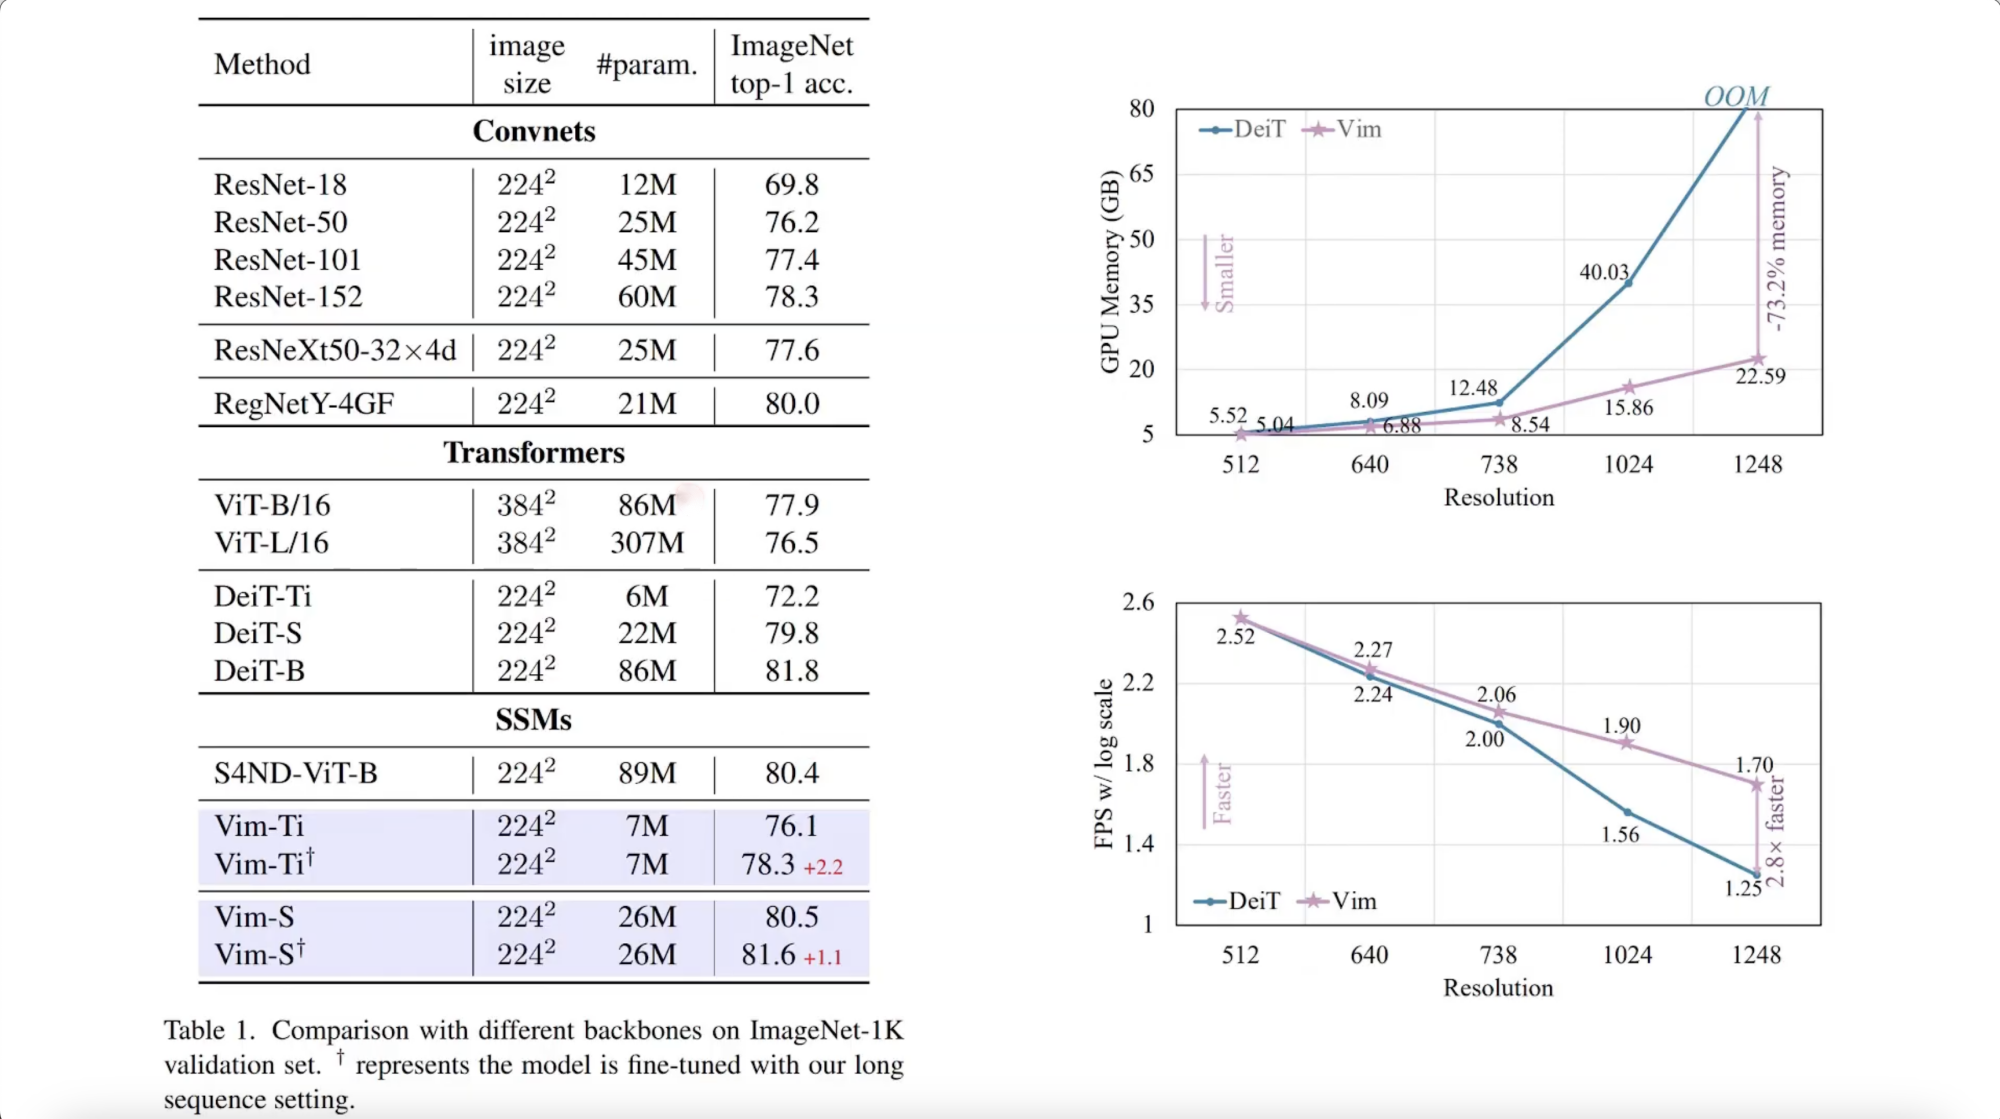 Method image size #param. ImageNet top-1 acc.
Convnets
ResNet-18 224² 12M 69.8
ResNet-50 224² 25M 76.2
ResNet-101 224² 45M 77.4
ResNet-152 224² 60M 78.3
ResNeXt50-32×4d 224² 25M 77.6
RegNetY-4GF 224² 21M 80.0
Transformers
ViT-B/16 384² 86M 77.9
ViT-L/16 384² 307M 76.5
DeiT-Ti 224² 6M 72.2
DeiT-S 224² 22M 79.8
DeiT-B 224² 86M 81.8
SSMs
S4ND-ViT-B 224² 89M 80.4
Vim-Ti 224² 7M 76.1
Vim-Ti† 224² 7M 78.3 +2.2
Vim-S 224² 26M 80.5
Vim-S† 224² 26M 81.6 +1.1
Table 1. Comparison with different backbones on ImageNet-1K
validation set. † represents the model is fine-tuned with our long
sequence setting.
OOM
DeiT Vim
GPU Memory (GB)
80
65
50
35
20
5
Smaller
-73.2% memory
5.52 8.09 12.48 40.03
5.04 6.88 8.54 15.86 22.59
512 640 738 1024 1248
Resolution
FPS w/ log scale
2.6
2.2
1.8
1.4
1
Faster
2.8× faster
2.52 2.27 2.06 1.90 1.70
2.24 2.00 1.56 1.25
DeiT Vim
512 640 738 1024 1248
Resolution